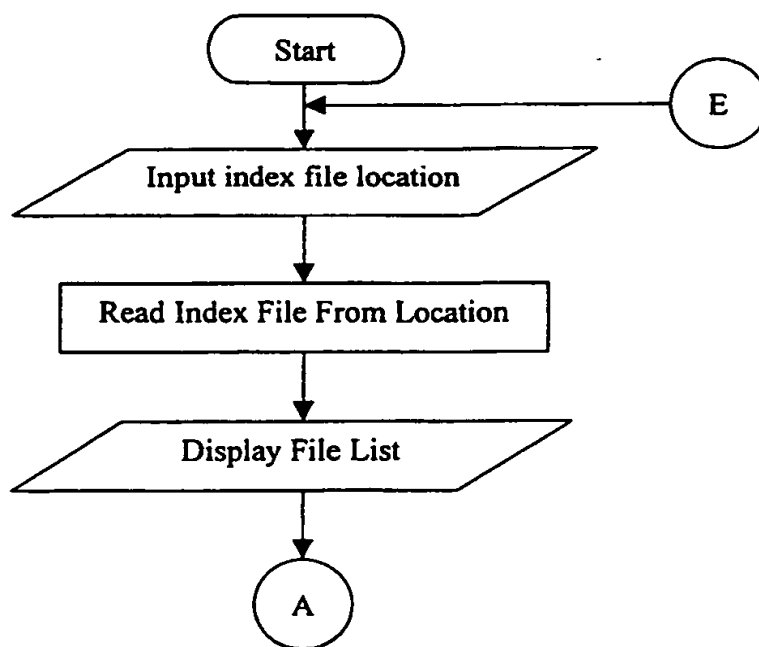 Start
E
Input index file location
Read Index File From Location
Display File List
A